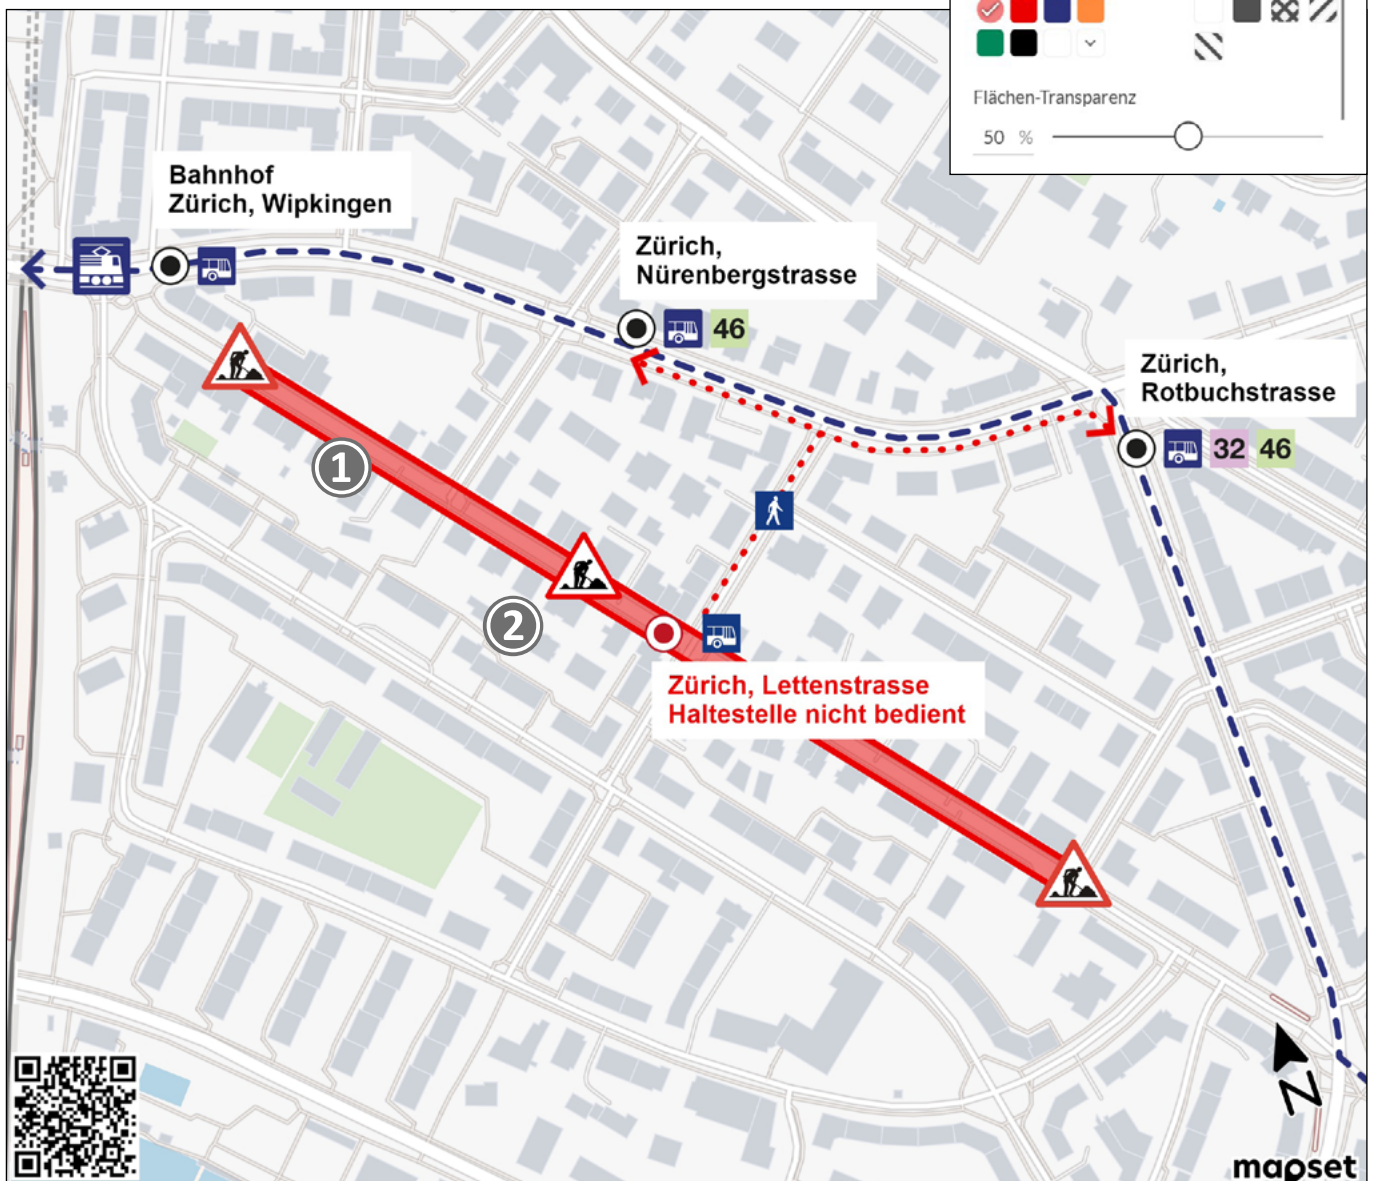 Flächen-Transparenz
50 %
Bahnhof
Zürich, Wipkingen
Zürich,
Nürenbergstrasse
46
Zürich,
Rotbuchstrasse
32 46
1
2
Zürich, Lettenstrasse
Haltestelle nicht bedient
N
mapset